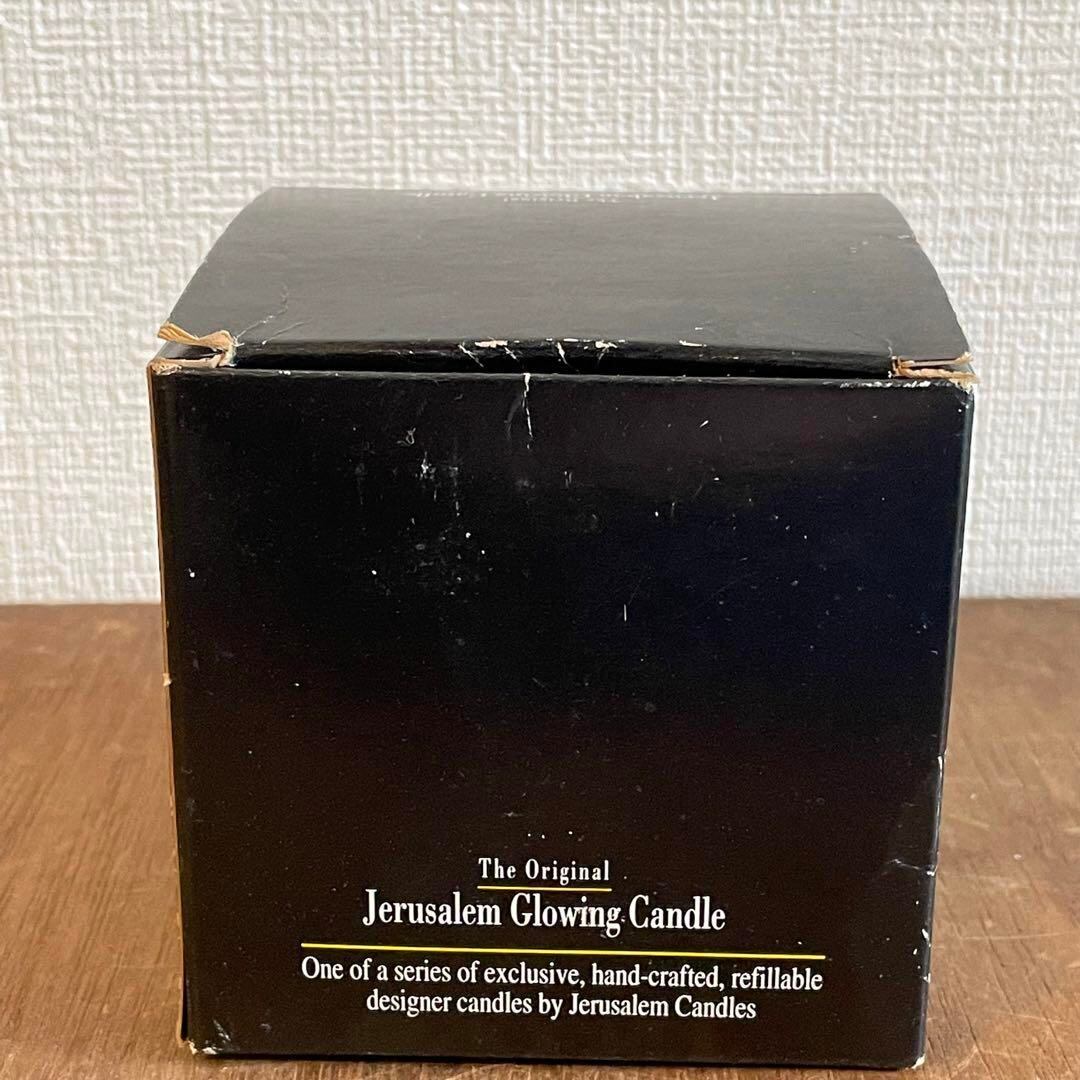 The Original
Jerusalem Glowing Candle
One of a series of exclusive, hand-crafted, refillable
designer candles by Jerusalem Candles